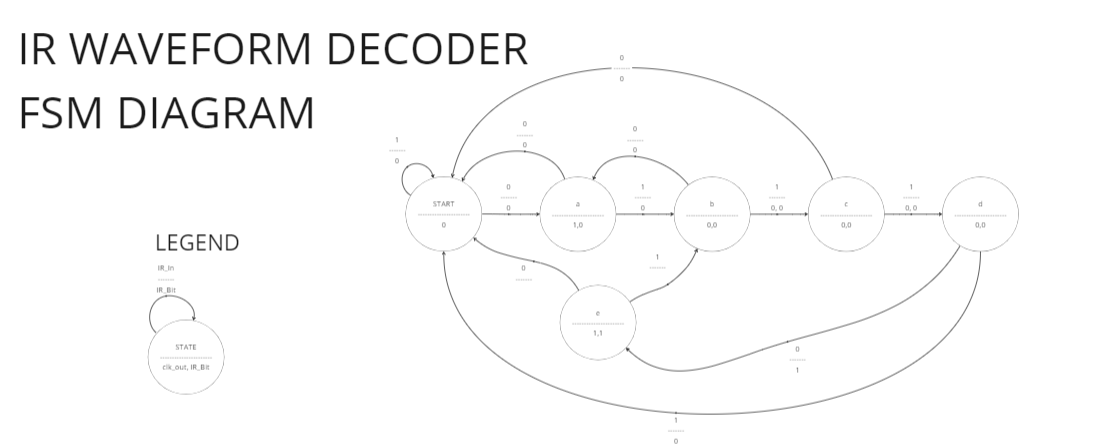 IR WAVEFORM DECODER
FSM DIAGRAM
0
0
1
0
0
0
0
0
START
0
0
0
a
1,0
1
0
b
0,0
1
0, 0
c
0,0
1
0, 0
d
0,0
LEGEND
IR_In
IR_Bit
STATE
clk_out, IR_Bit
0
1
e
1,1
0
1
1
0